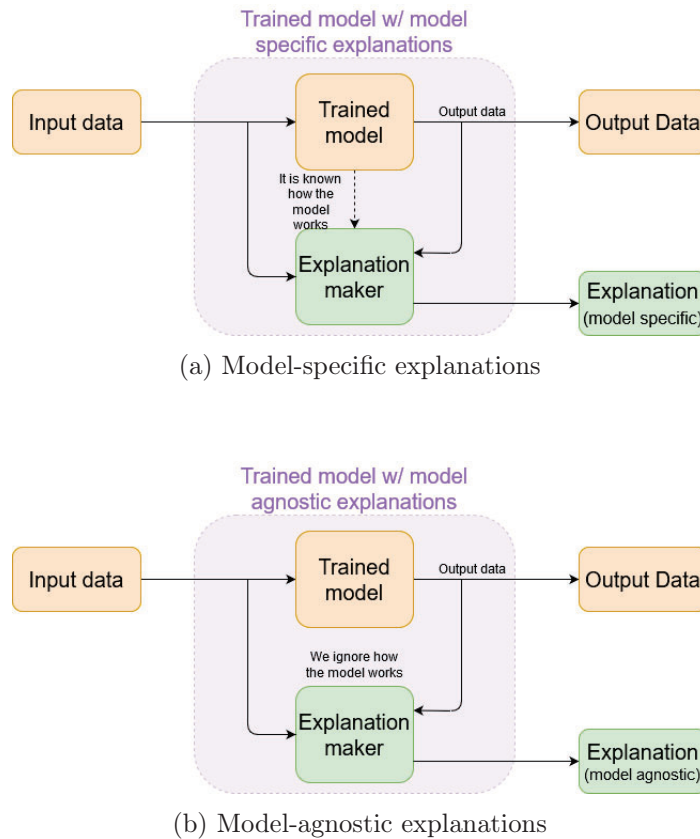 Trained model w/ model
specific explanations
Input data
Trained
model
Output data
Output Data
It is known
how the
model
works
Explanation
maker
Explanation
(model specific)
(a) Model-specific explanations
Trained model w/ model
agnostic explanations
Input data
Trained
model
Output data
Output Data
We ignore how
the model works
Explanation
maker
Explanation
(model agnostic)
(b) Model-agnostic explanations